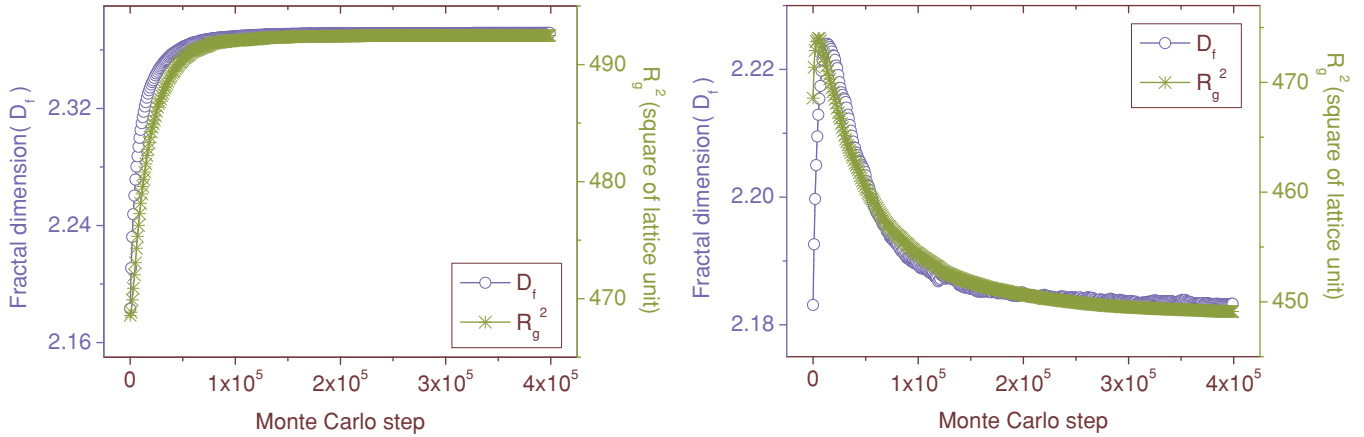 Fractal dimension( D_f )
2.32
2.24
2.16
490
480
470
R_g^2 (square of lattice unit)
D_f
R_g^2
0
1x10^5
2x10^5
3x10^5
4x10^5
Monte Carlo step
Fractal dimension( D_f )
2.22
2.20
2.18
470
460
450
R_g^2 (square of lattice unit)
D_f
R_g^2
0
1x10^5
2x10^5
3x10^5
4x10^5
Monte Carlo step